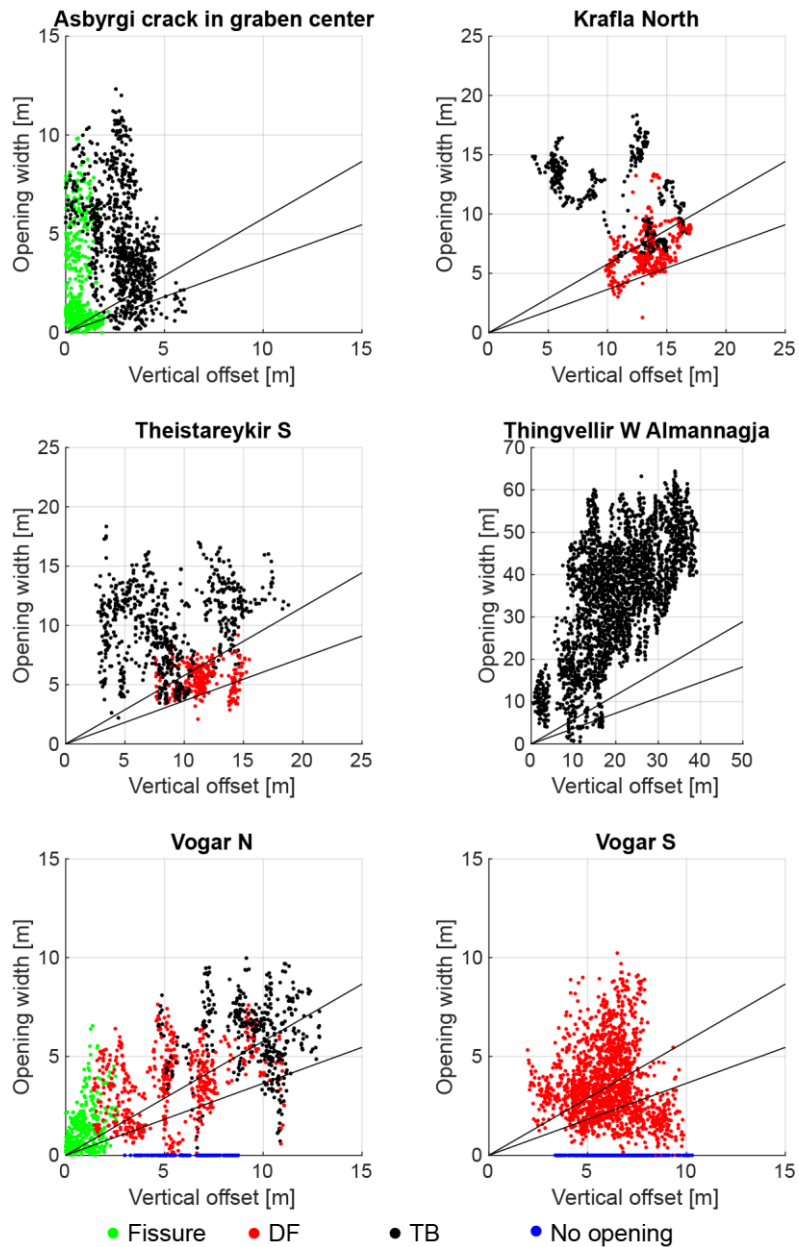 Asbyrgi crack in graben center
15
10
5
0
0 5 10 15
Opening width [m]
Vertical offset [m]
Krafla North
25
20
15
10
5
0
0 5 10 15 20 25
Opening width [m]
Vertical offset [m]
Theistareykir S
25
20
15
10
5
0
0 5 10 15 20 25
Opening width [m]
Vertical offset [m]
Thingvellir W Almannagja
70
60
50
40
30
20
10
0
0 10 20 30 40 50
Opening width [m]
Vertical offset [m]
Vogar N
15
10
5
0
0 5 10 15
Opening width [m]
Vertical offset [m]
Vogar S
15
10
5
0
0 5 10 15
Opening width [m]
Vertical offset [m]
Fissure DF TB No opening